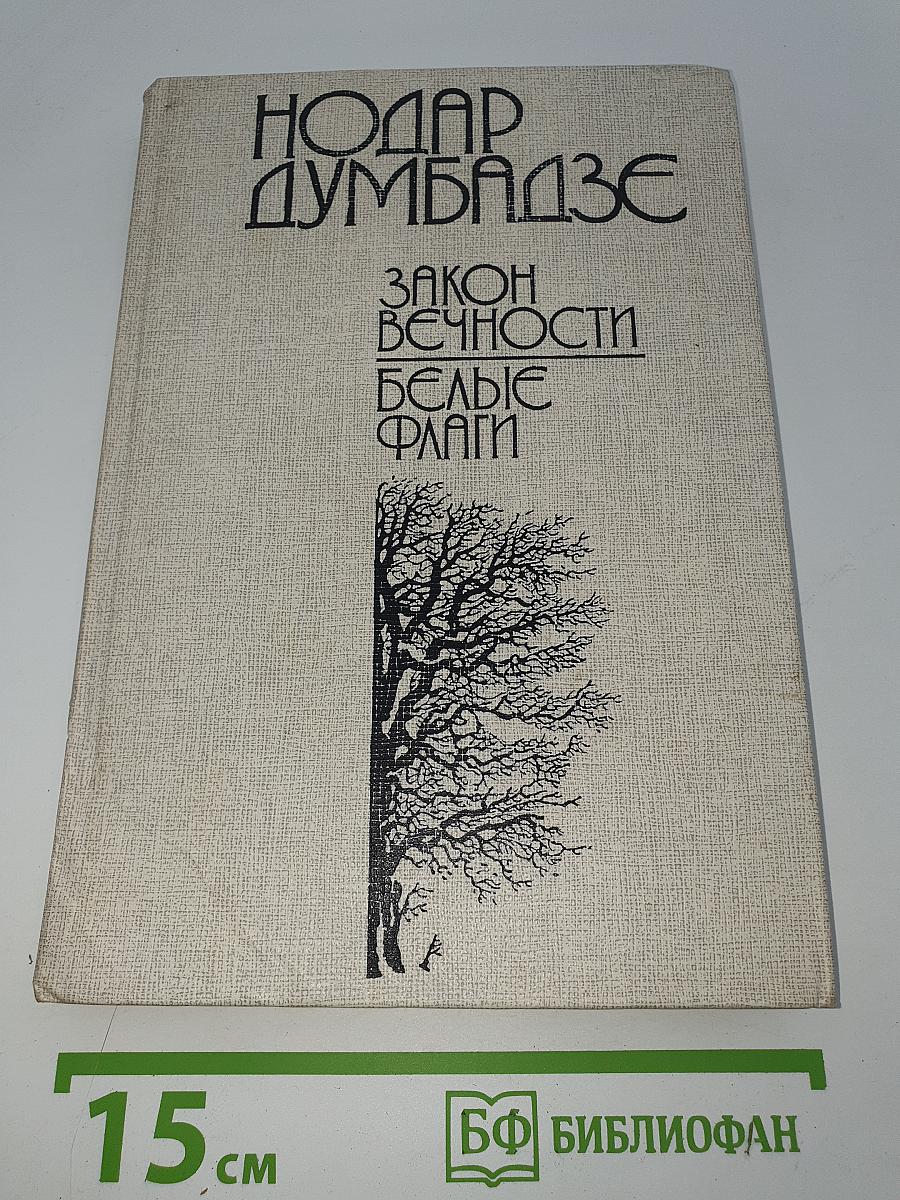 НОДАР
ДУМБАДЗЕ
ЗАКОН
ВЕЧНОСТИ
БЕЛЫЕ
ФЛАГИ
15 см
БФ БИБЛИОФАН